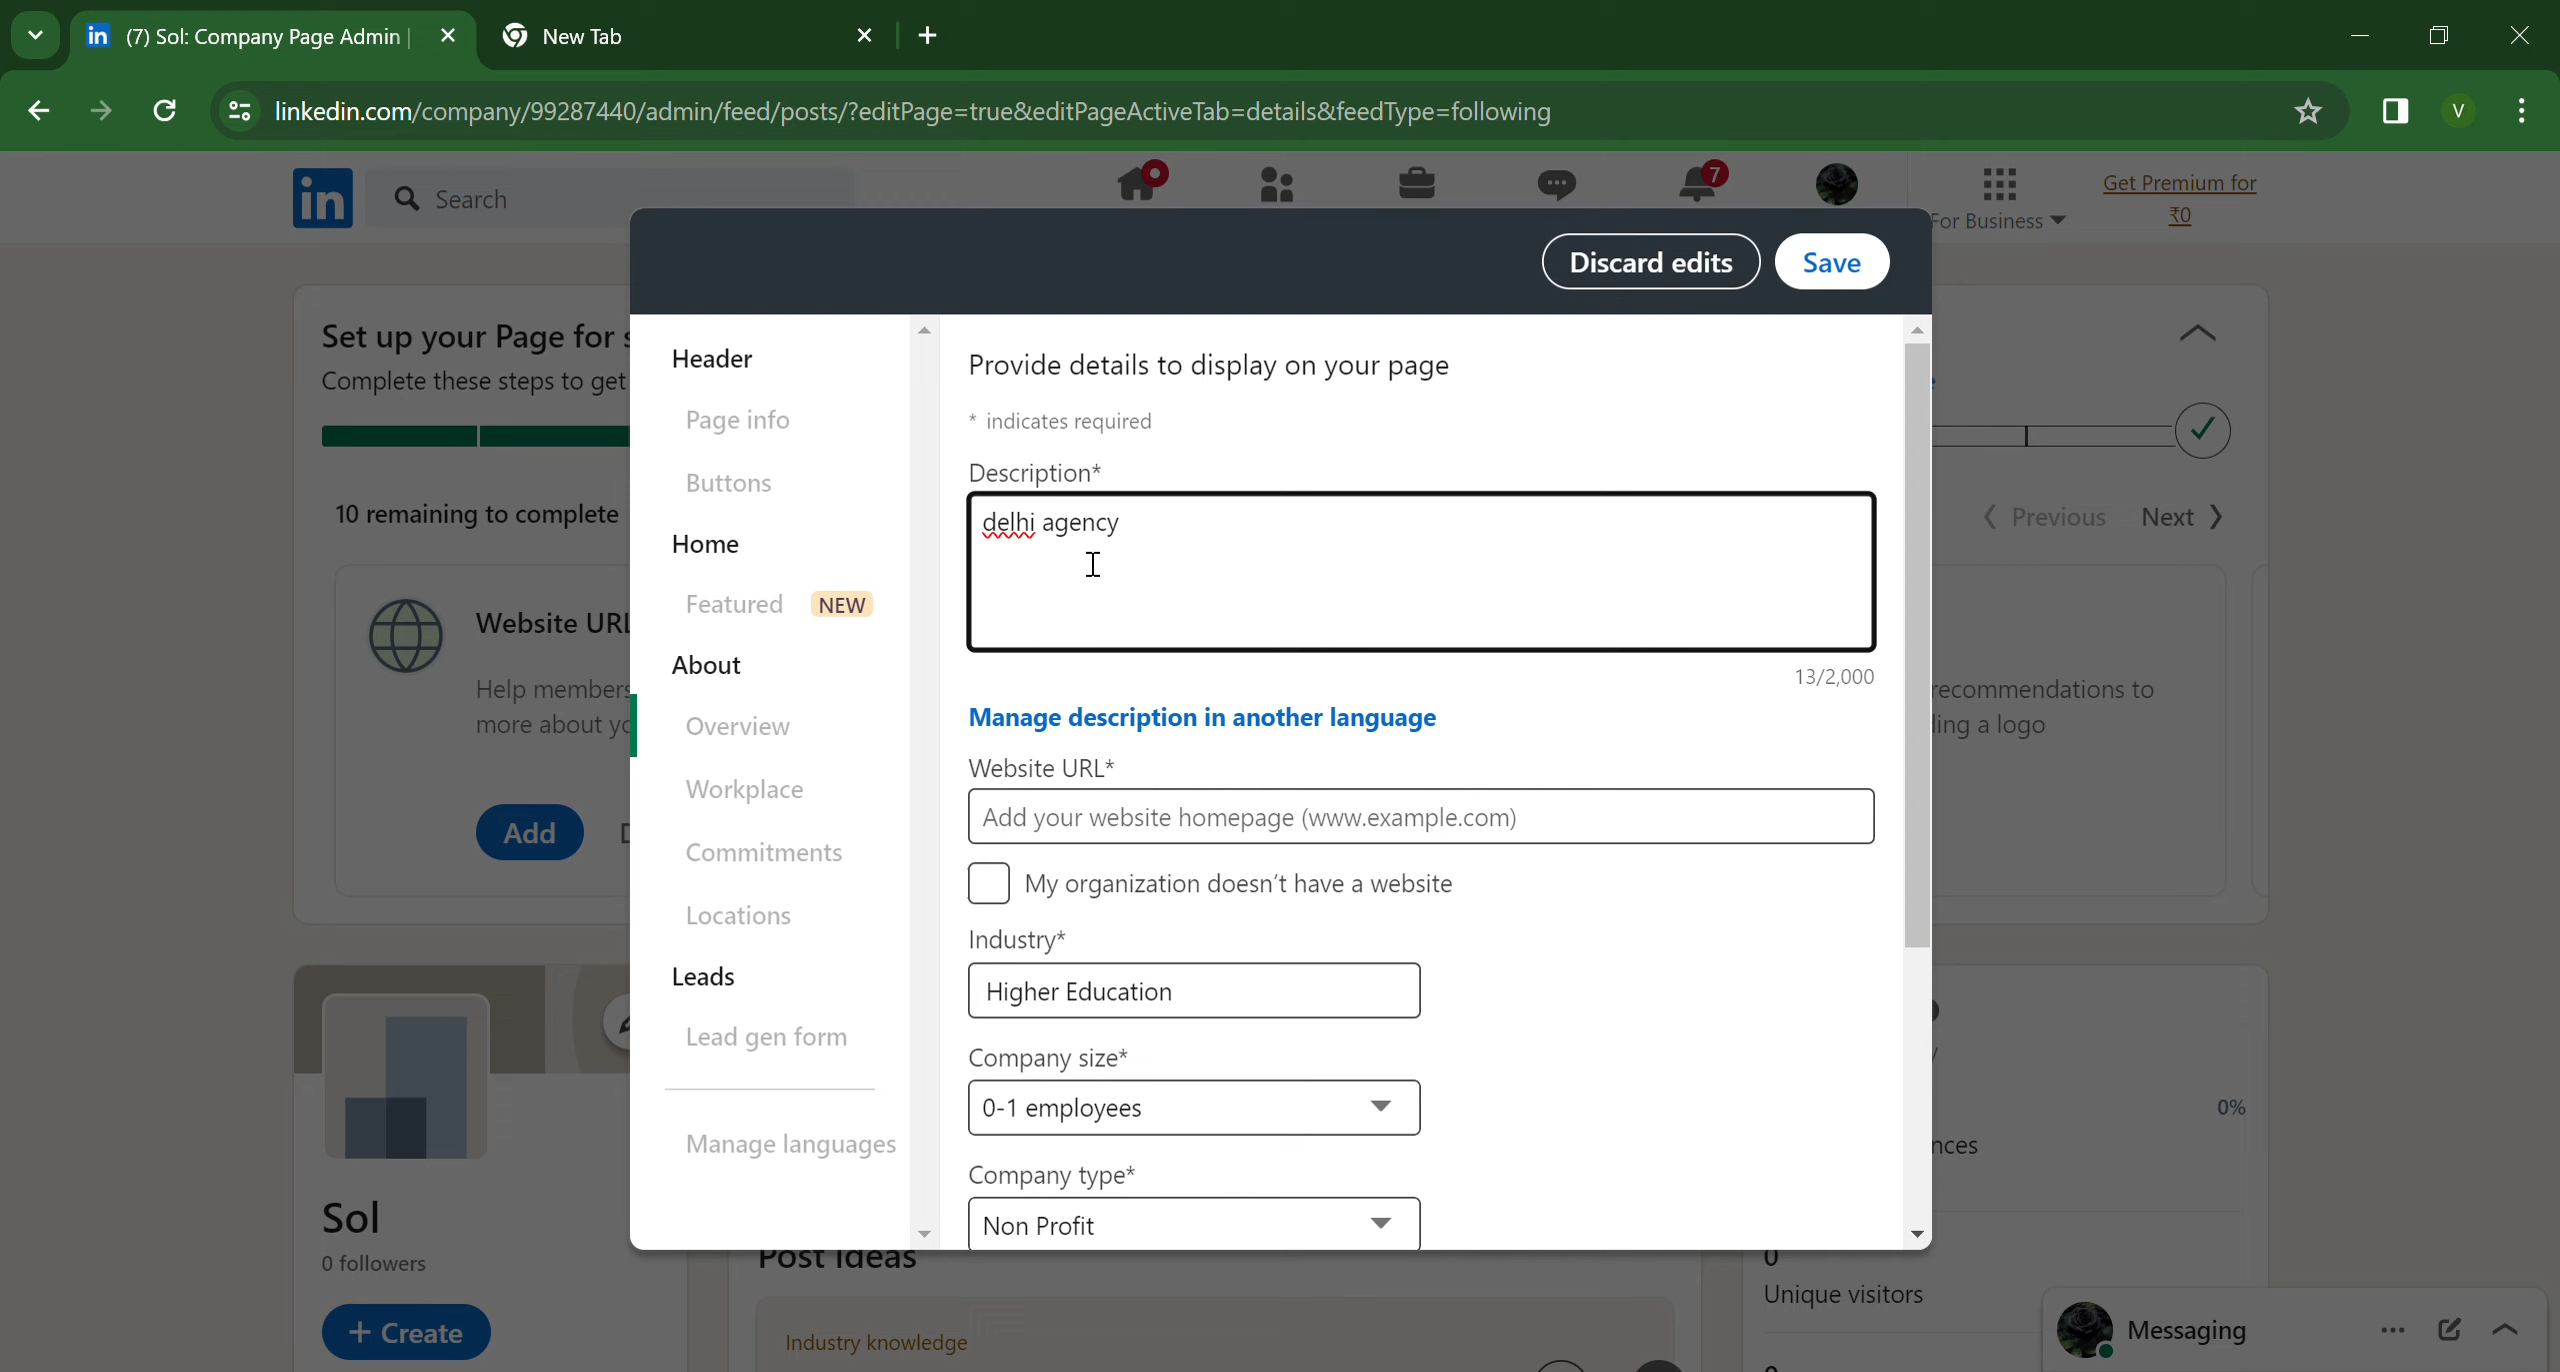 (7) Sol: Company Page Admin |
New Tab
linkedin.com/company/99287440/admin/feed/posts/?editPage=true&editPageActiveTab=details&feedType=following
V
in
Search
7
For Business
Get Premium for
₹0
Discard edits
Save
Set up your Page for
Complete these steps to get
10 remaining to complete
Previous
Next
Website URL
Help members
more about
Add
recommendations to
a logo
Header
Page info
Buttons
Home
Featured NEW
About
Overview
Workplace
Commitments
Locations
Leads
Lead gen form
Manage languages
Provide details to display on your page
* indicates required
Description*
delhi agency
13/2,000
Manage description in another language
Website URL*
Add your website homepage (www.example.com)
My organization doesn't have a website
Industry*
Higher Education
Company size*
0-1 employees
Company type*
Non Profit
Sol
0 followers
+ Create
Post Ideas
Industry knowledge
0%
0
Unique visitors
Messaging